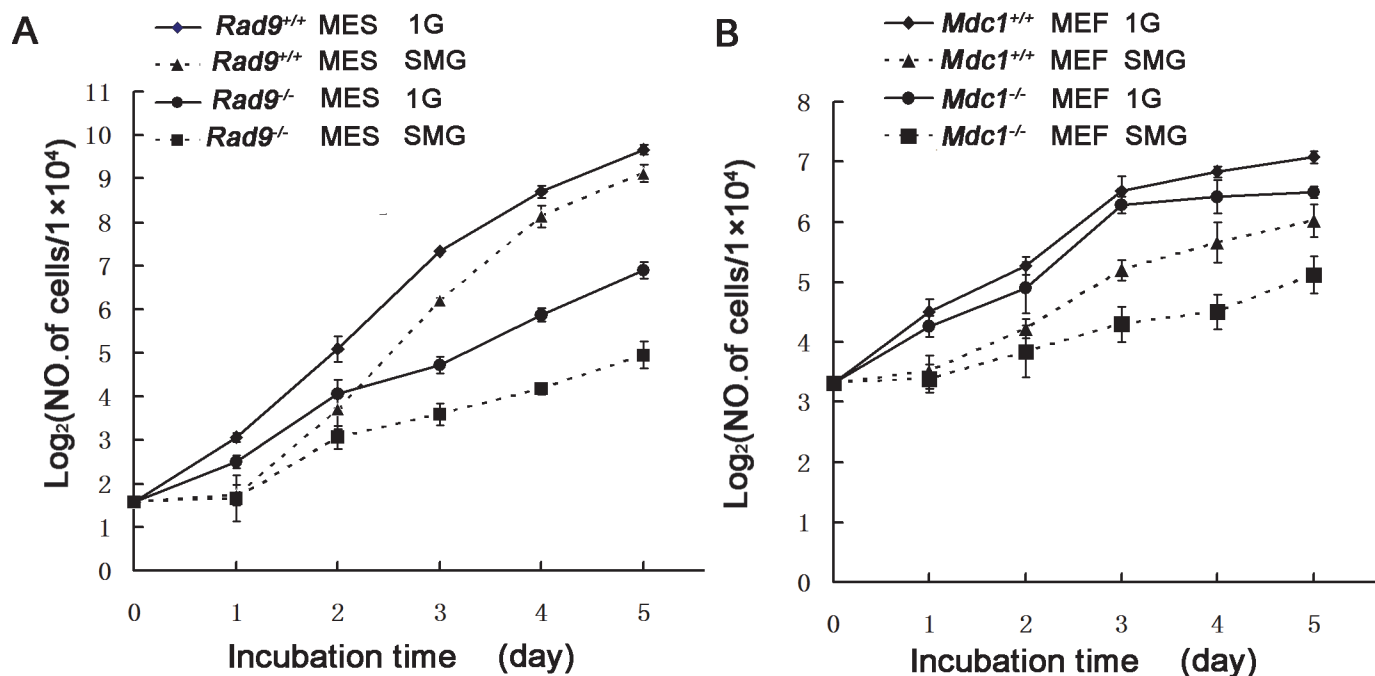 A
Rad9+/+ MES 1G
Rad9+/+ MES SMG
Rad9-/- MES 1G
Rad9-/- MES SMG
Log₂(NO.of cells/1×10⁴)
11
10
9
8
7
6
5
4
3
2
1
0
0 1 2 3 4 5
Incubation time (day)
B
Mdc1+/+ MEF 1G
Mdc1+/+ MEF SMG
Mdc1-/- MEF 1G
Mdc1-/- MEF SMG
Log₂(NO.of cells/1×10⁴)
8
7
6
5
4
3
2
1
0
0 1 2 3 4 5
Incubation time (day)